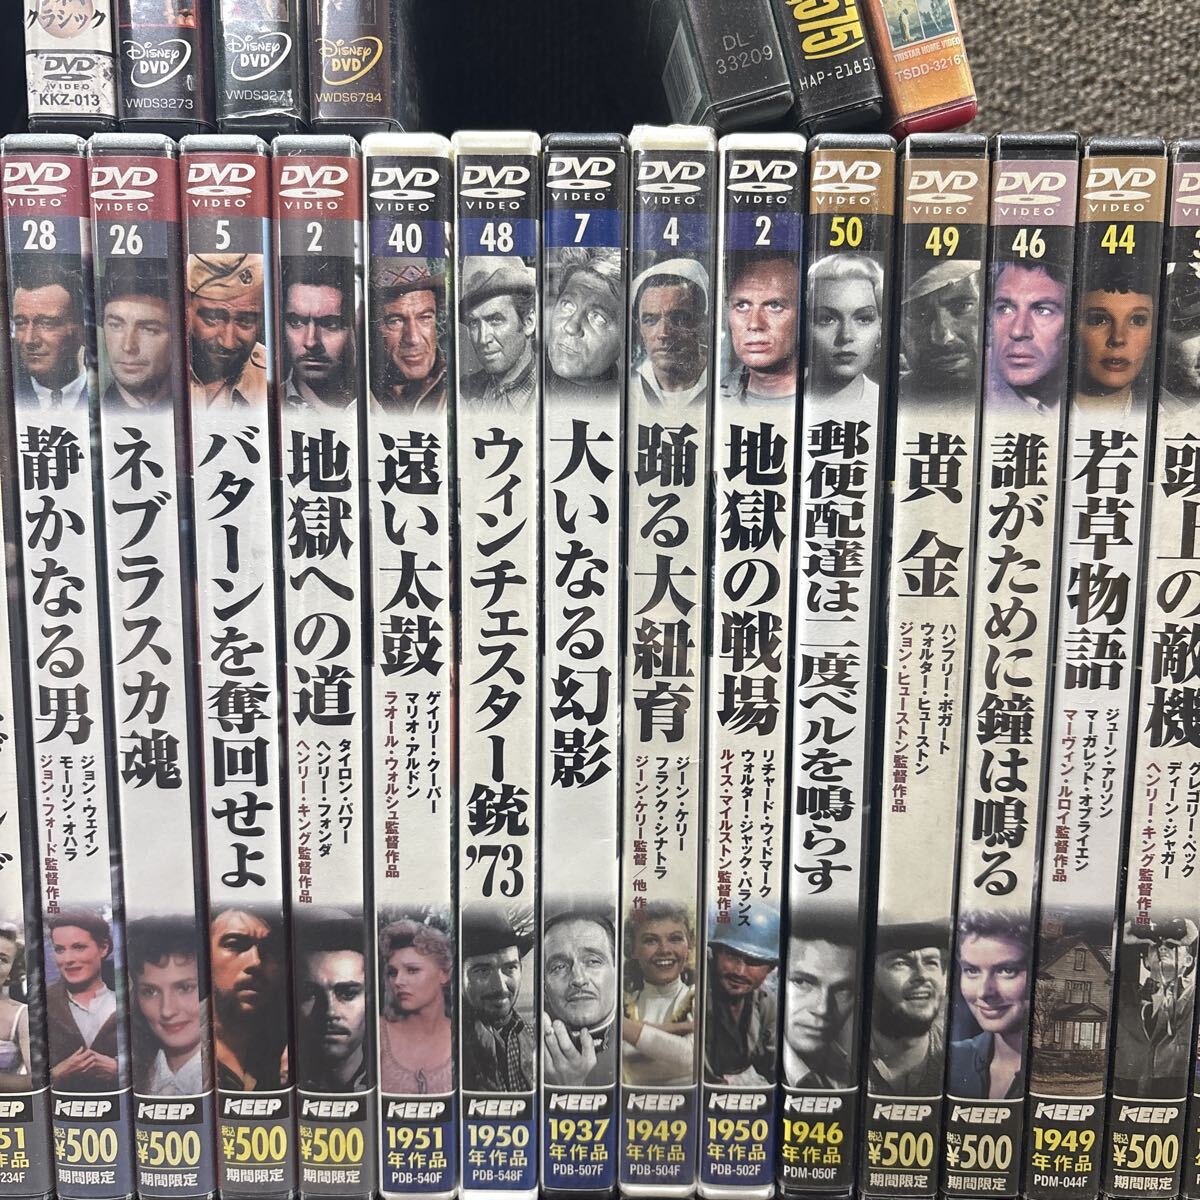 クラシック
DVD
VIDEO
KKZ-013
DISNEY
DVD
VWDS3273
DISNEY
DVD
VWDS3271
DISNEY
DVD
VWDS6784
DL-
33209
HAP-21851
TRISTAR HOME VIDEO
TSDD-32161
51
年作品
234F
DVD
VIDEO
28
静かなる男
ジョン・ウェイン
モーリン・オハラ
ジョン・フォード監督作品
KEEP
税込
¥500
期間限定
DVD
VIDEO
26
ネブラスカ魂
KEEP
税込
¥500
期間限定
DVD
VIDEO
5
バターンを奪回せよ
KEEP
税込
¥500
期間限定
DVD
VIDEO
2
地獄への道
タイロン・パワー
ヘンリー・フォンダ
ヘンリー・キング監督作品
KEEP
税込
¥500
期間限定
DVD
VIDEO
40
遠い太鼓
ゲイリー・クーパー
マリオ・アルドン
ラオール・ウォルシュ監督作品
KEEP
1951
年作品
PDB-540F
DVD
VIDEO
48
ウィンチェスター銃'73
KEEP
1950
年作品
PDB-548F
DVD
VIDEO
7
大いなる幻影
KEEP
1937
年作品
PDB-507F
DVD
VIDEO
4
踊る大紐育
ジーン・ケリー
フランク・シナトラ
ジーン・ケリー監督／他 作品
KEEP
1949
年作品
PDB-504F
DVD
VIDEO
2
地獄の戦場
リチャード・ウィドマーク
ウォルター・ジャック・パランス
ルイス・マイルストン監督作品
KEEP
1950
年作品
PDB-502F
DVD
VIDEO
50
郵便配達は二度ベルを鳴らす
KEEP
1946
年作品
PDM-050F
DVD
VIDEO
49
黄金
ハンフリー・ボガート
ウォルター・ヒューストン
ジョン・ヒューストン監督作品
KEEP
税込
¥500
期間限定
DVD
VIDEO
46
誰がために鐘は鳴る
KEEP
税込
¥500
期間限定
DVD
VIDEO
44
若草物語
ジューン・アリソン
マーガレット・オブライエン
マーヴィン・ルロイ監督作品
KEEP
1949
年作品
PDM-044F
頭上の敵機
グレゴリー・ペック
ディーン・ジャガー
ヘンリー・キング監督作品
KEEP
税込
¥500
期間限定